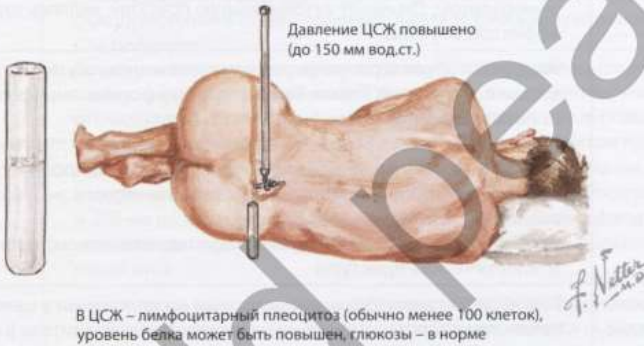 Давление ЦСЖ повышено
(до 150 мм вод.ст.)
F. Netter
M.D.
В ЦСЖ – лимфоцитарный плеоцитоз (обычно менее 100 клеток),
уровень белка может быть повышен, глюкозы – в норме